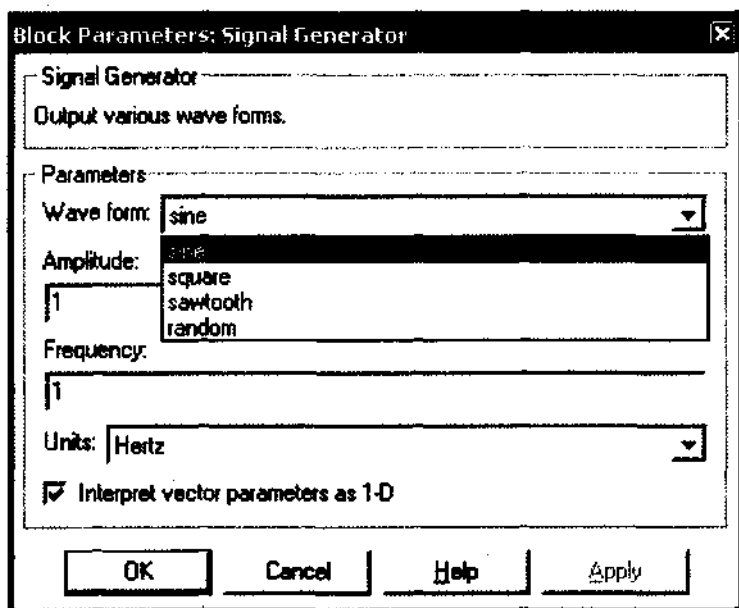 Block Parameters: Signal Generator
Signal Generator
Output various wave forms.
Parameters
Wave form: sine
sine
square
sawtooth
random
Amplitude:
1
Frequency:
1
Units: Hertz
Interpret vector parameters as 1-D
OK Cancel Help Apply